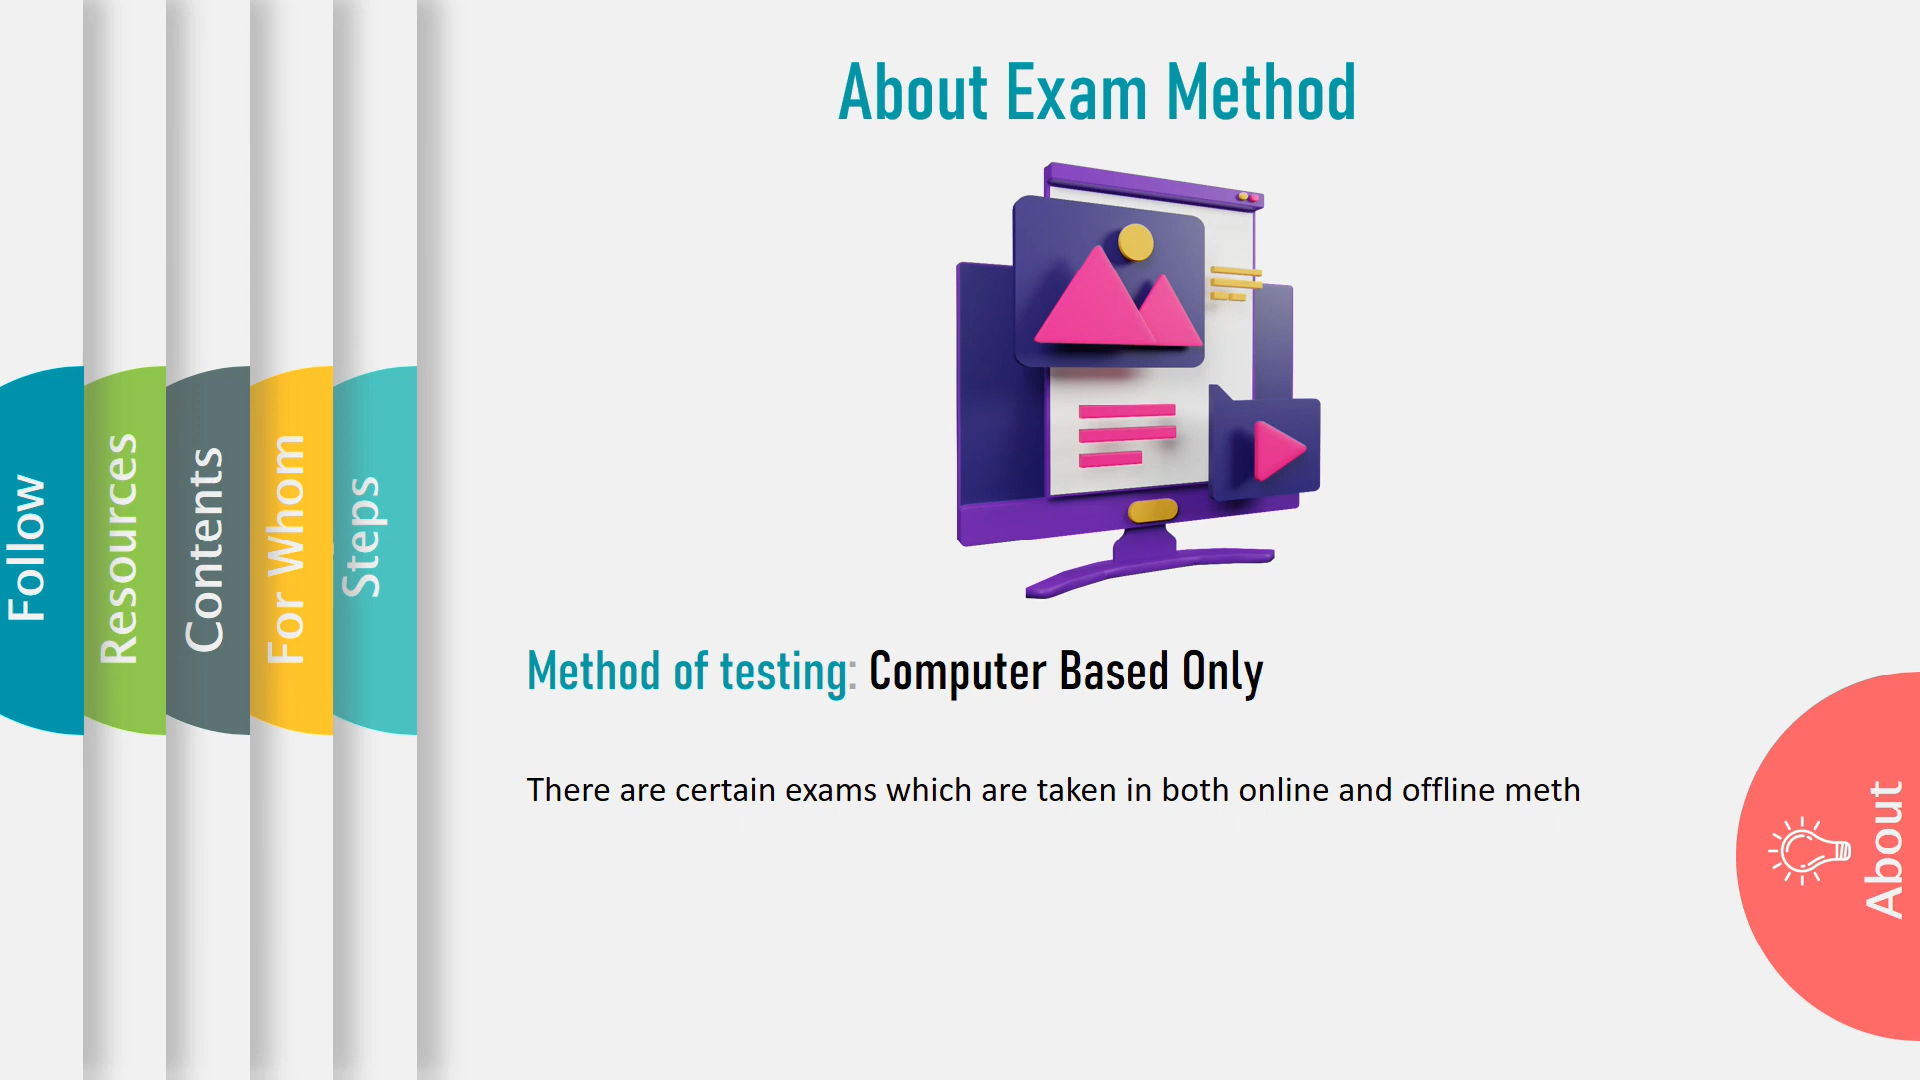 About Exam Method
Follow
Resources
Contents
For Whom
Steps
Method of testing: Computer Based Only
There are certain exams which are taken in both online and offline meth
About